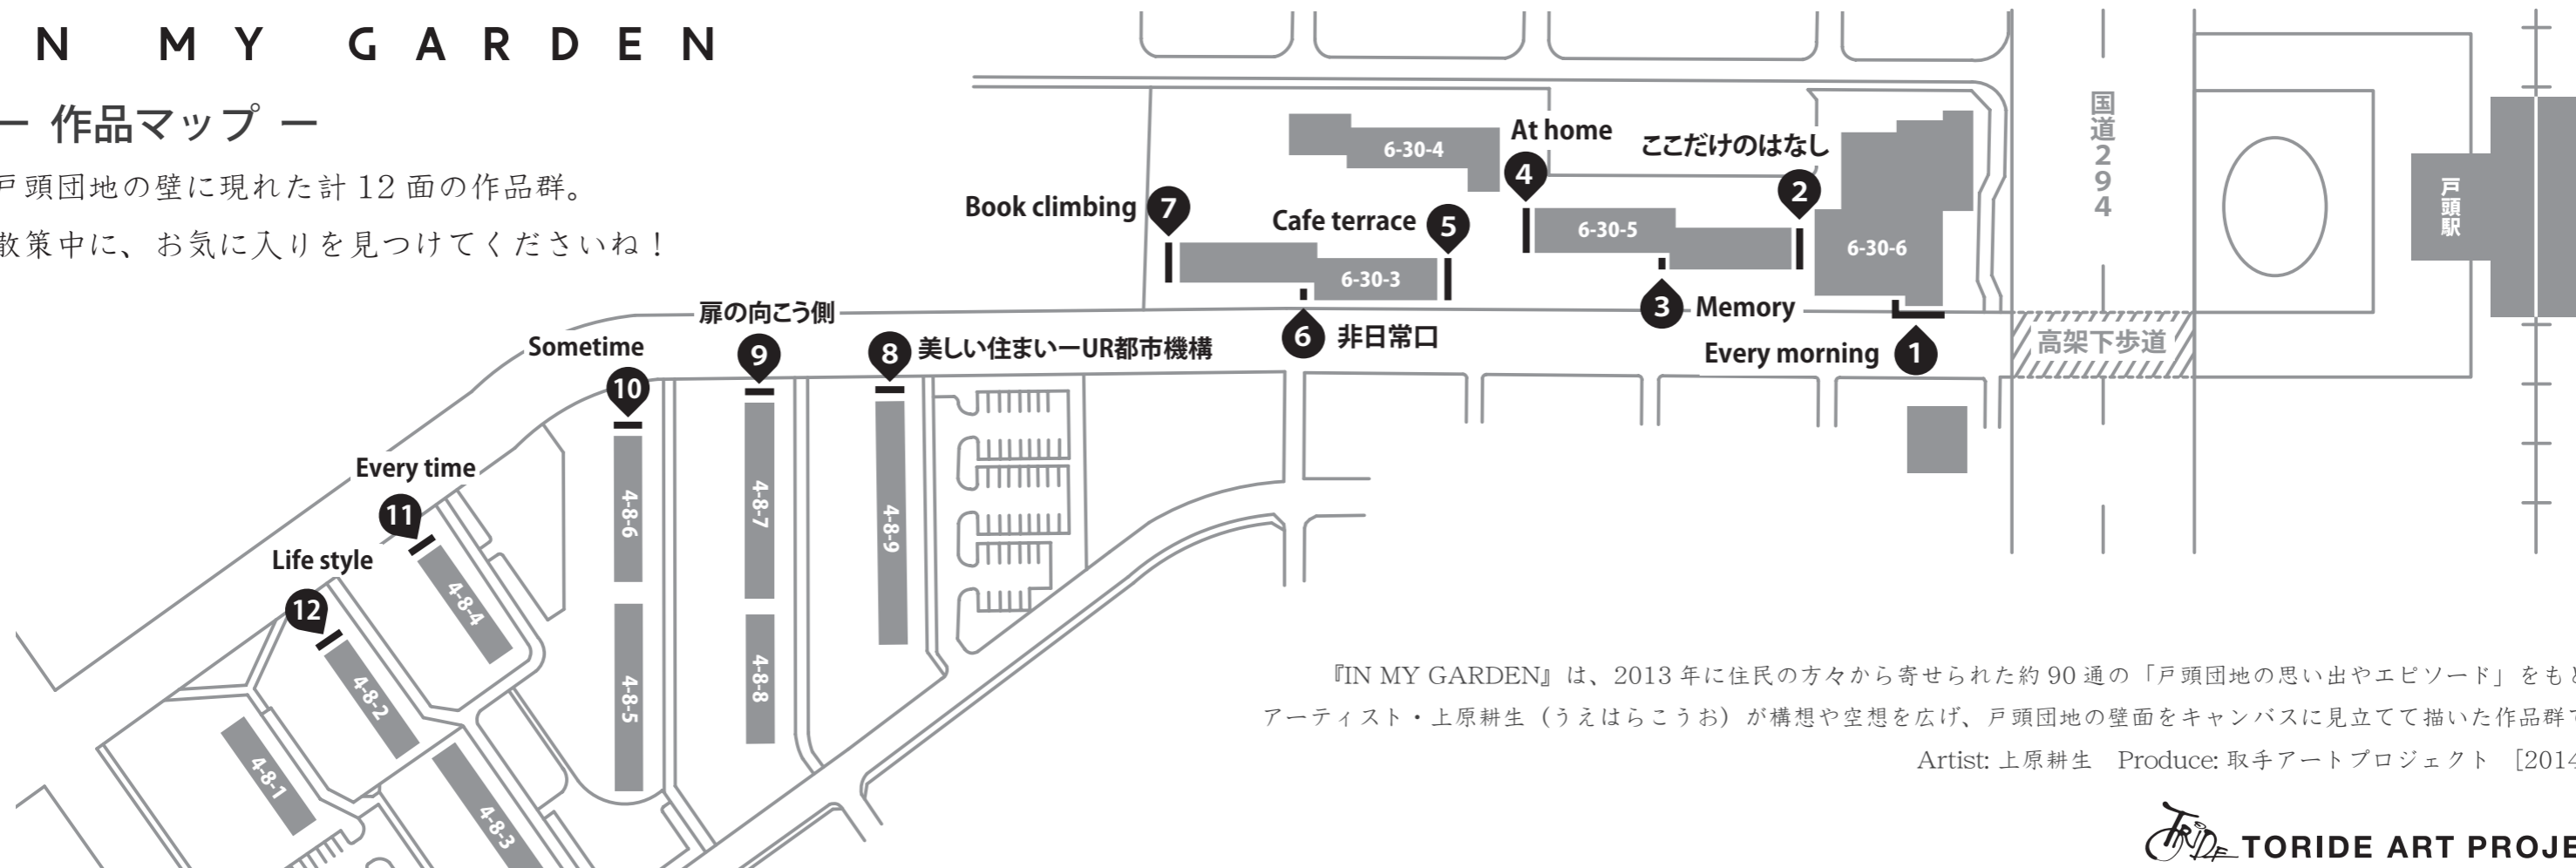 N MY GARDEN
ー 作品マップ ー
戸頭団地の壁に現れた計 12 面の作品群。
散策中に、お気に入りを見つけてくださいね！
国道294
戸頭駅
高架下歩道
At home
4
ここだけのはなし
2
6-30-4
6-30-5
6-30-6
Book climbing
7
Cafe terrace
5
6-30-3
3
Memory
6
非日常口
Every morning
1
扉の向こう側
9
8
美しい住まいーUR都市機構
Sometime
10
Every time
11
Life style
12
4-8-6
4-8-7
4-8-9
4-8-4
4-8-2
4-8-5
4-8-8
4-8-1
4-8-3
『IN MY GARDEN』は、2013 年に住民の方々から寄せられた約 90 通の「戸頭団地の思い出やエピソード」をも
アーティスト・上原耕生（うえはらこうお）が構想や空想を広げ、戸頭団地の壁面をキャンバスに見立てて描いた作品群
Artist: 上原耕生　Produce: 取手アートプロジェクト　[2014
TORIDE
TORIDE ART PROJE